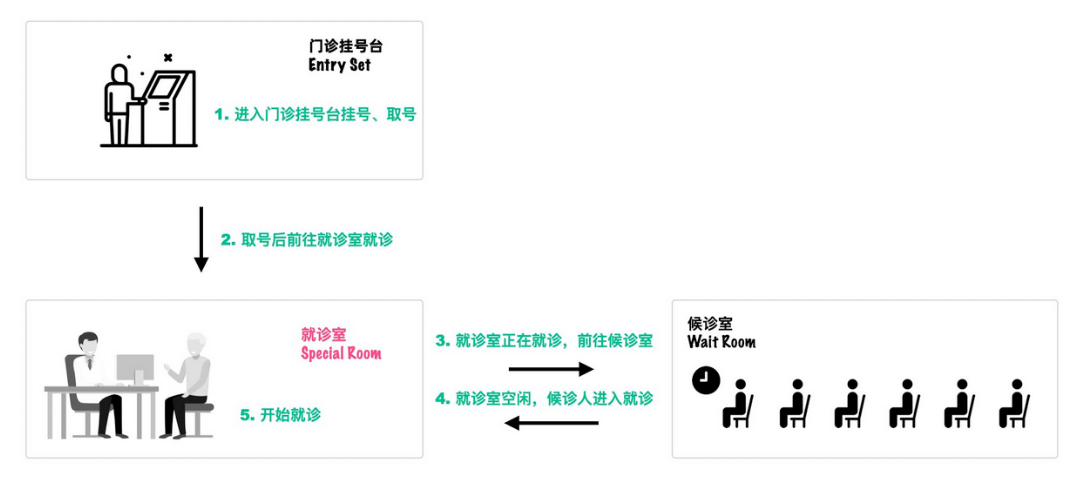 门诊挂号台
Entry Set
1. 进入门诊挂号台挂号、取号
2. 取号后前往就诊室就诊
就诊室
Special Room
5. 开始就诊
3. 就诊室正在就诊，前往候诊室
4. 就诊室空闲，候诊人进入就诊
候诊室
Wait Room